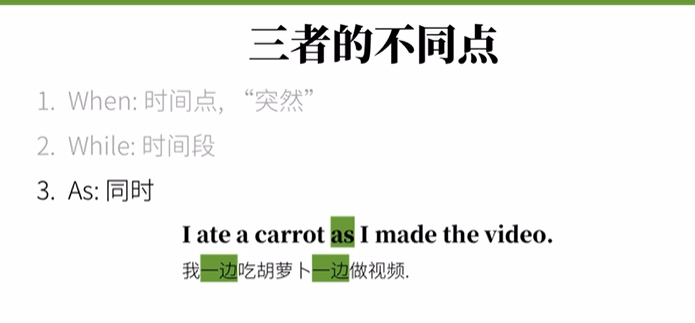 三者的不同点
1. When: 时间点, “突然”
2. While: 时间段
3. As: 同时
I ate a carrot as I made the video.
我一边吃胡萝卜一边做视频.